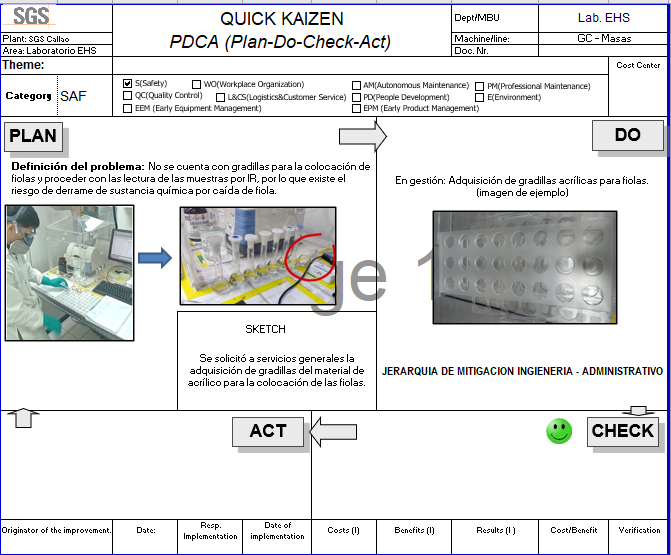 SGS
QUICK KAIZEN
PDCA (Plan-Do-Check-Act)
Dept/MBU
Lab. EHS
Plant: SGS Callao
Machine/line:
GC - Masas
Area: Laboratorio EHS
Doc. Nr.
Theme:
Cost Center
Category
SAF
S(Safety)
WO(Workplace Organization)
AM(Autonomous Maintenance)
PM(Professional Maintenance)
QC(Quality Control)
L&CS(Logistics&Customer Service)
PD(People Development)
E(Environment)
EEM (Early Equipment Management)
EPM (Early Product Management)
PLAN
DO
Definición del problema: No se cuenta con gradillas para la colocación de
fiolas y proceder con las lectura de las muestras por IR, por lo que existe el
riesgo de derrame de sustancia química por caída de fiola.
En gestión: Adquisición de gradillas acrílicas para fiolas.
(imagen de ejemplo)
ge 1
SKETCH
Se solicitó a servicios generales la
adquisición de gradillas del material de
acrílico para la colocación de las fiolas.
JERARQUIA DE MITIGACION INGIENERIA - ADMINISTRATIVO
ACT
CHECK
Originator of the improvement.
Date:
Resp.
Implementation
Date of
implementation
Costs (I)
Benefits (I)
Results (I )
Cost/Benefit
Verification